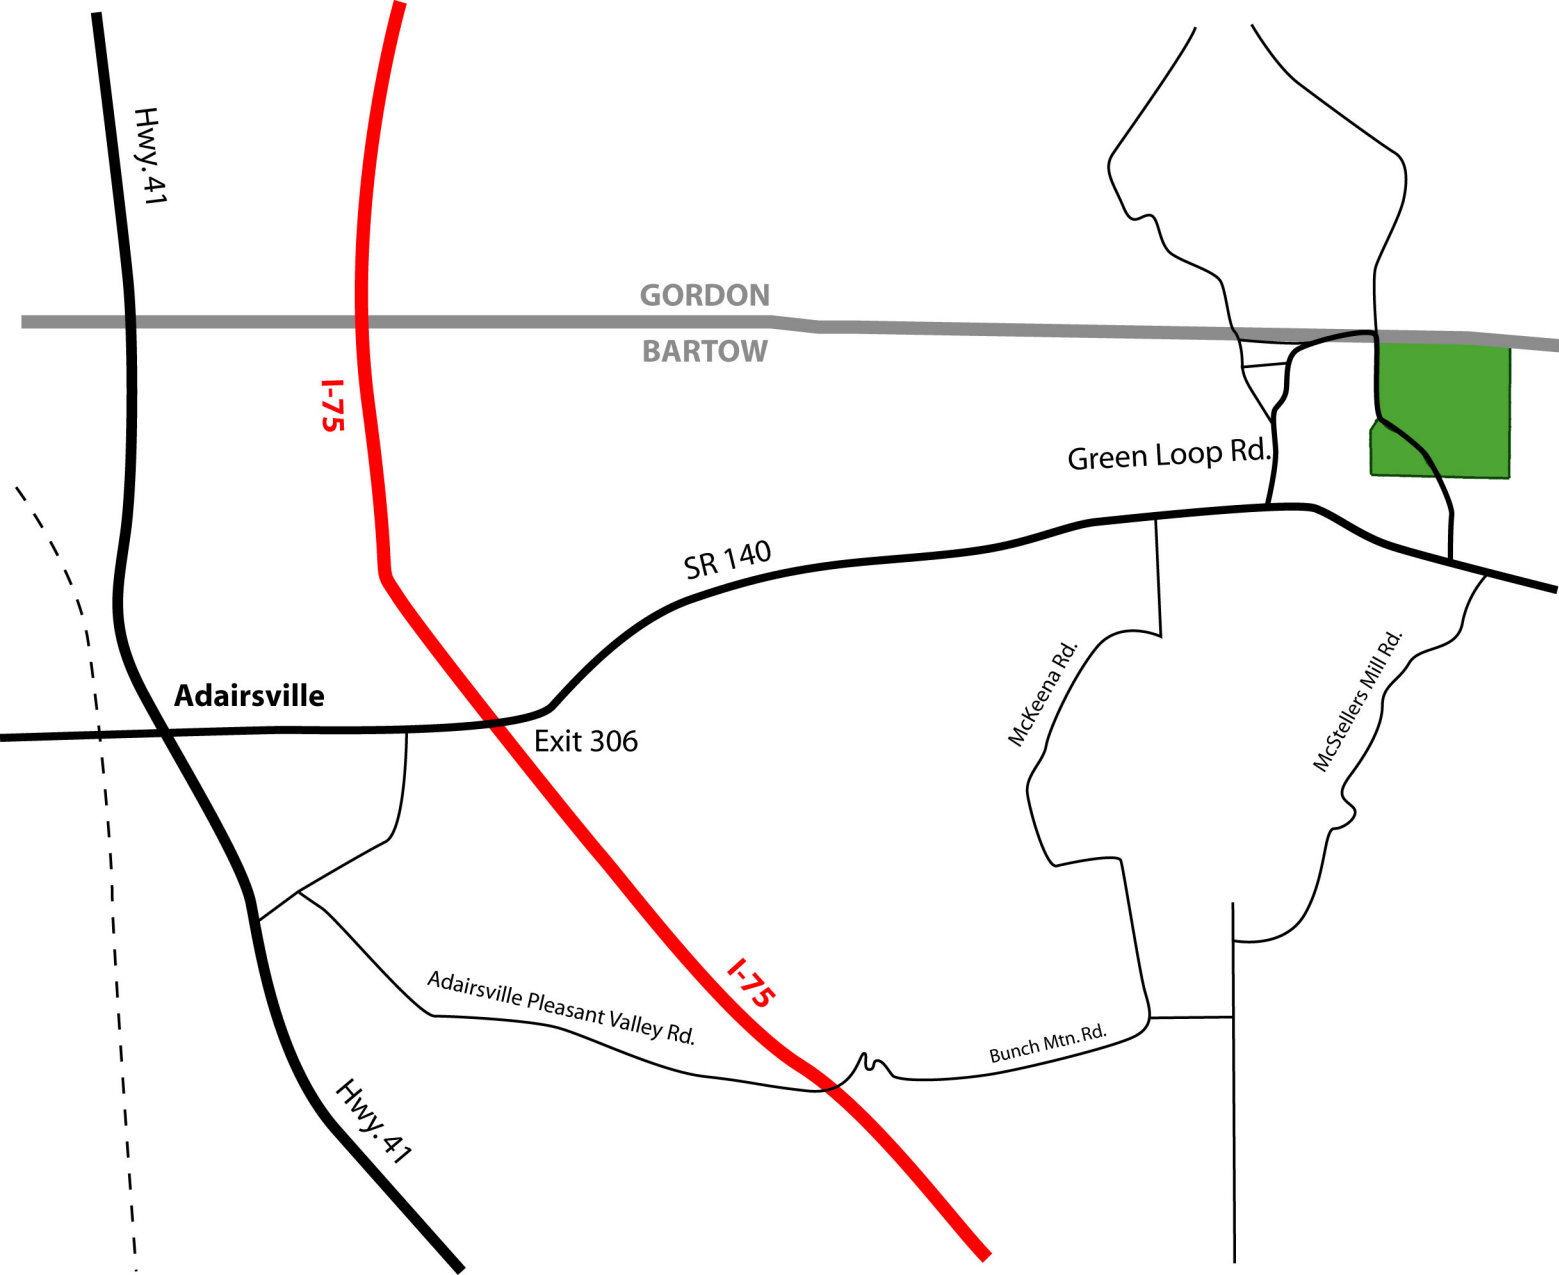 Hwy. 41
GORDON
BARTOW
I-75
Green Loop Rd.
SR 140
Adairsville
Exit 306
McKeena Rd.
McStellers Mill Rd.
I-75
Adairsville Pleasant Valley Rd.
Bunch Mtn. Rd.
Hwy. 41